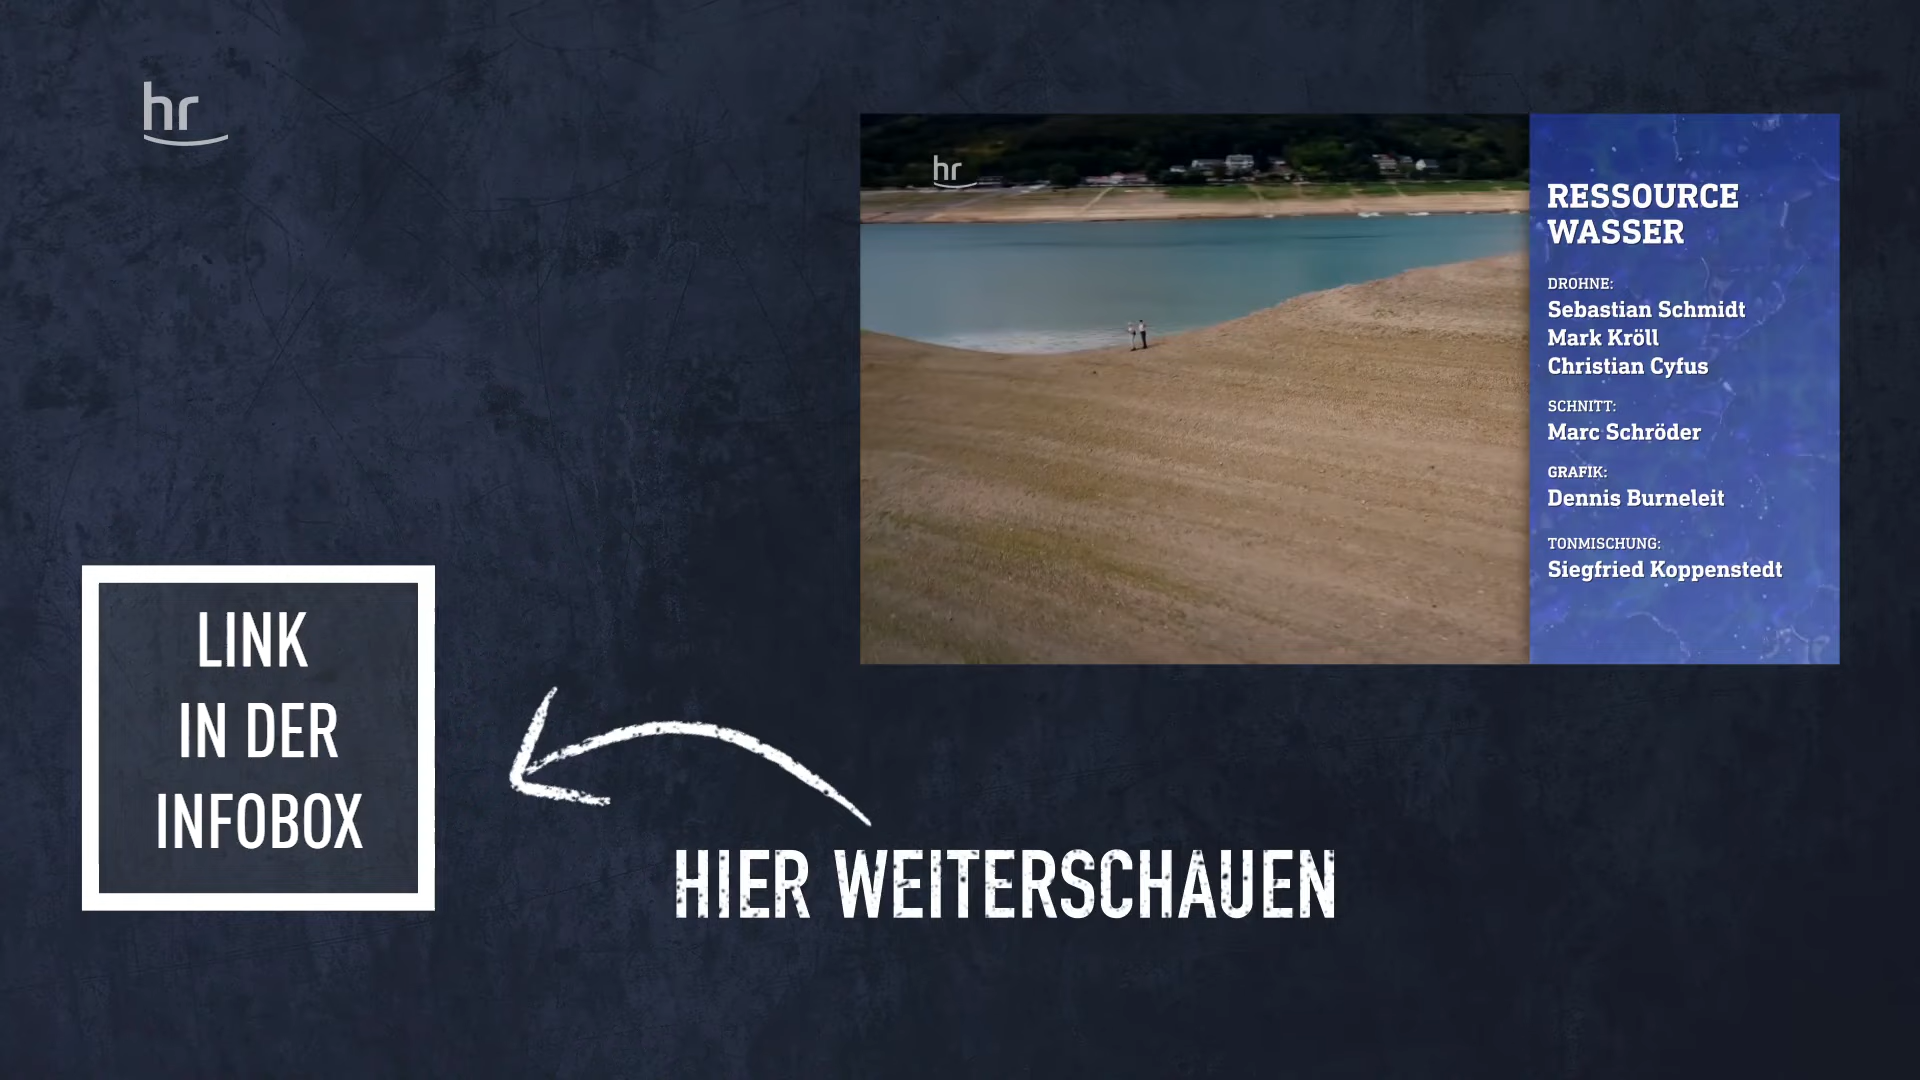 hr
hr
RESSOURCE
WASSER
DROHNE:
Sebastian Schmidt
Mark Kröll
Christian Cyfus
SCHNITT:
Marc Schröder
GRAFIK:
Dennis Burneleit
TONMISCHUNG:
Siegfried Koppenstedt
LINK
IN DER
INFOBOX
HIER WEITERSCHAUEN